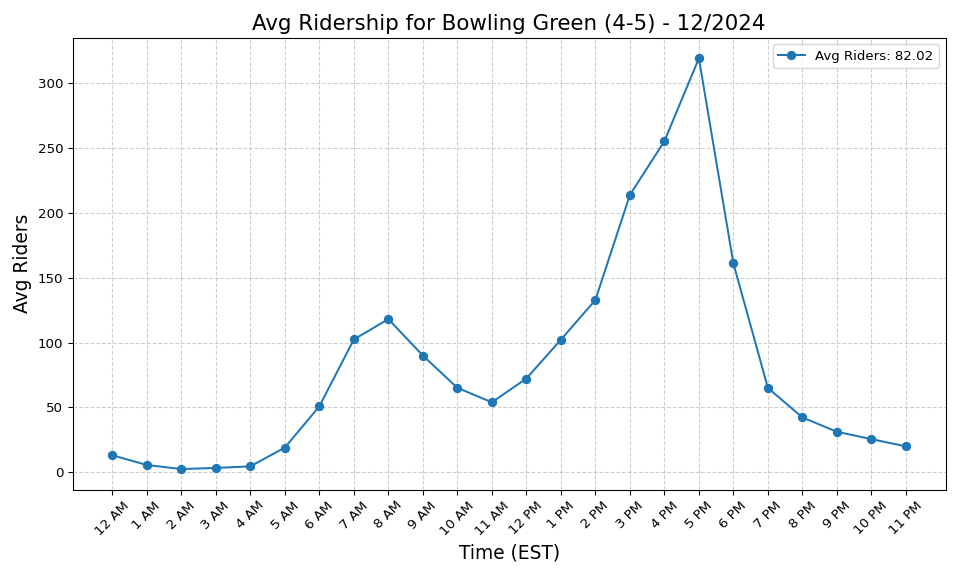 Avg Ridership for Bowling Green (4-5) - 12/2024
Avg Riders: 82.02
Avg Riders
300
250
200
150
100
50
0
12 AM
1 AM
2 AM
3 AM
4 AM
5 AM
6 AM
7 AM
8 AM
9 AM
10 AM
11 AM
12 PM
1 PM
2 PM
3 PM
4 PM
5 PM
6 PM
7 PM
8 PM
9 PM
10 PM
11 PM
Time (EST)